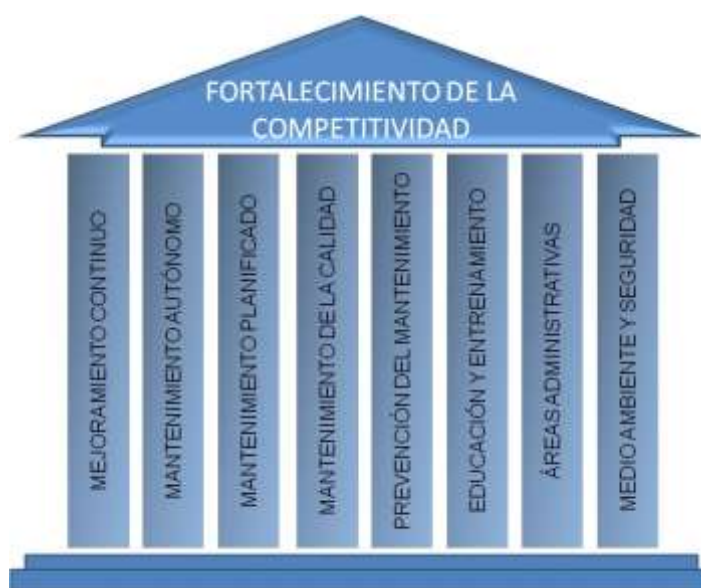 FORTALECIMIENTO DE LA
COMPETITIVIDAD
MEJORAMIENTO CONTINUO
MANTENIMIENTO AUTÓNOMO
MANTENIMIENTO PLANIFICADO
MANTENIMIENTO DE LA CALIDAD
PREVENCIÓN DEL MANTENIMIENTO
EDUCACIÓN Y ENTRENAMIENTO
ÁREAS ADMINISTRATIVAS
MEDIO AMBIENTE Y SEGURIDAD